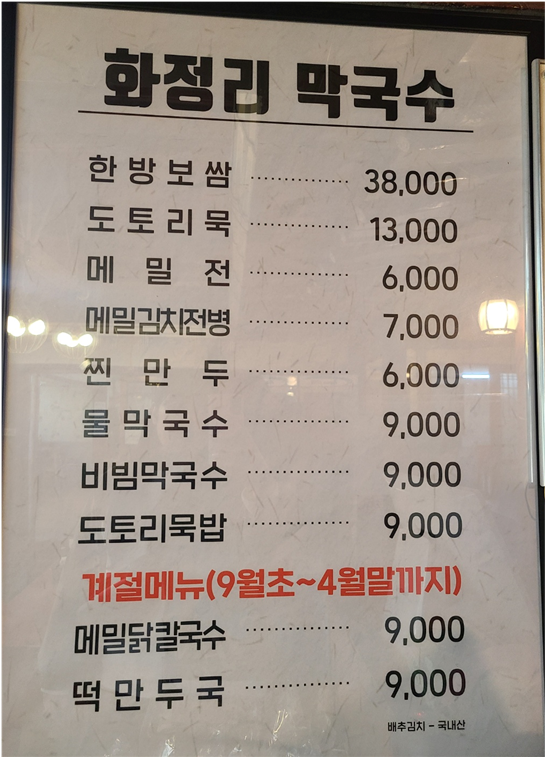 화정리 막국수
한방보쌈 ·············· 38,000
도토리묵 ·············· 13,000
메밀전 ·············· 6,000
메밀김치전병 ·············· 7,000
찐만두 ·············· 6,000
물막국수 ·············· 9,000
비빔막국수 ·············· 9,000
도토리묵밥 ·············· 9,000
계절메뉴(9월초~4월말까지)
메밀닭칼국수 ·············· 9,000
떡만두국 ·············· 9,000
배추김치 - 국내산